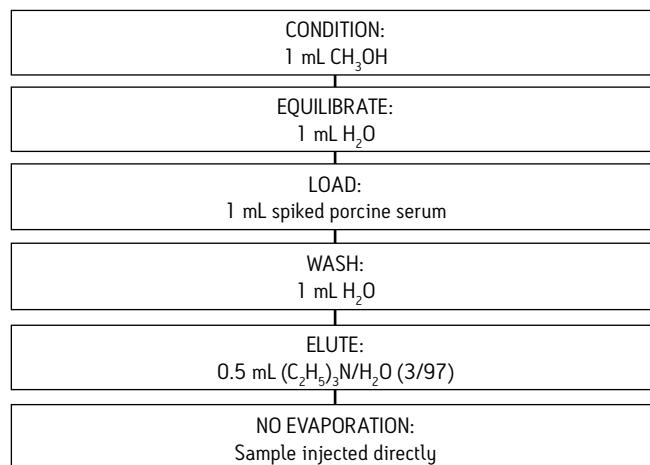 CONDITION:
1 mL CH₃OH
EQUILIBRATE:
1 mL H₂O
LOAD:
1 mL spiked porcine serum
WASH:
1 mL H₂O
ELUTE:
0.5 mL (C₂H₅)₃N/H₂O (3/97)
NO EVAPORATION:
Sample injected directly